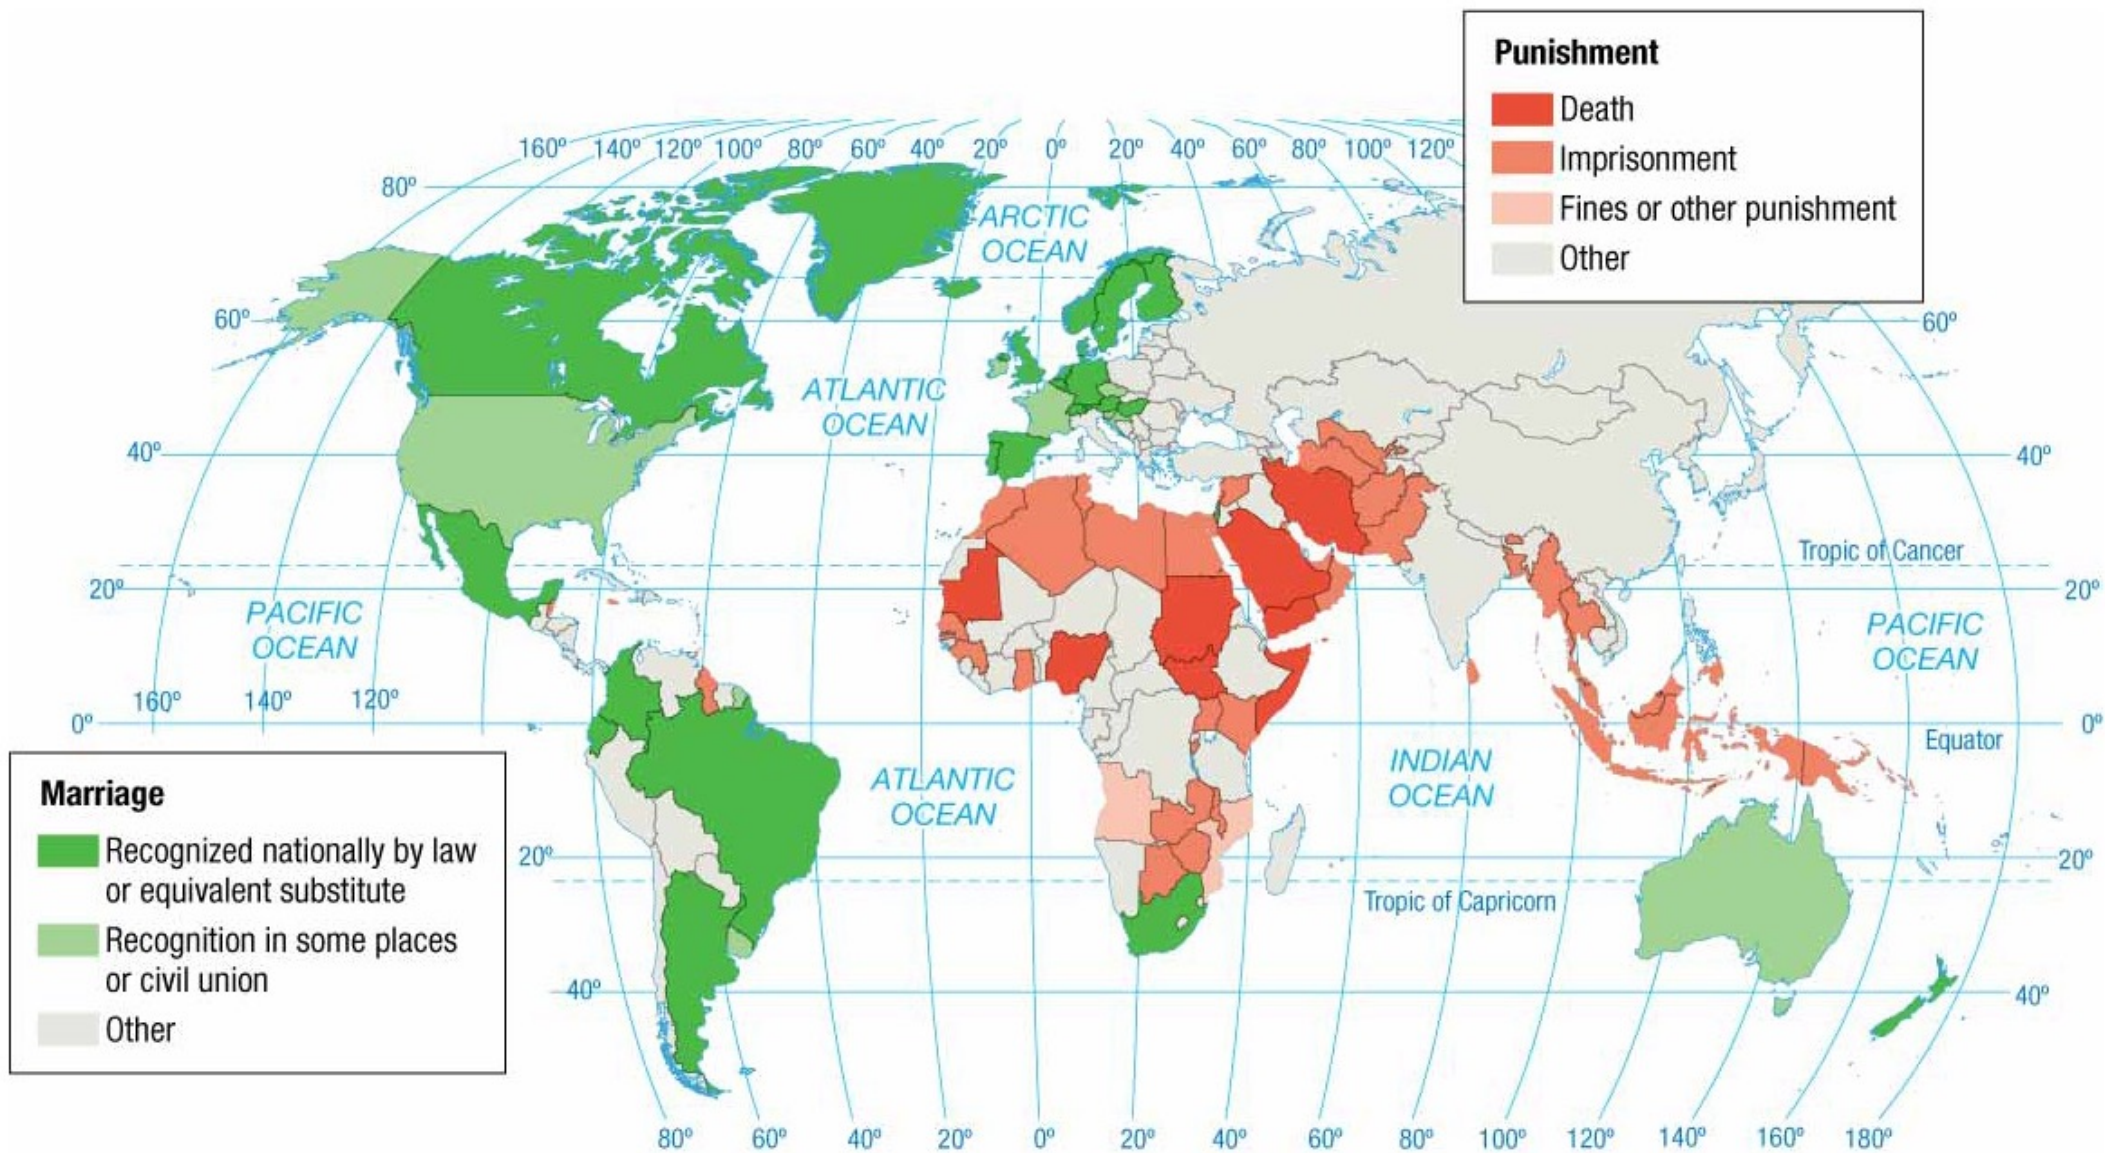 Punishment
Death
Imprisonment
Fines or other punishment
Other
160º 140º 120º 100º 80º 60º 40º 20º 0º 20º 40º 60º 80º 100º 120º
80º
ARCTIC
OCEAN
60º
60º
ATLANTIC
OCEAN
40º
40º
Tropic of Cancer
20º
20º
PACIFIC
OCEAN
PACIFIC
OCEAN
160º 140º 120º
0º
0º
Equator
INDIAN
OCEAN
ATLANTIC
OCEAN
Marriage
Recognized nationally by law
or equivalent substitute
Recognition in some places
or civil union
Other
20º
20º
Tropic of Capricorn
40º
40º
80º 60º 40º 20º 0º 20º 40º 60º 80º 100º 120º 140º 160º 180º